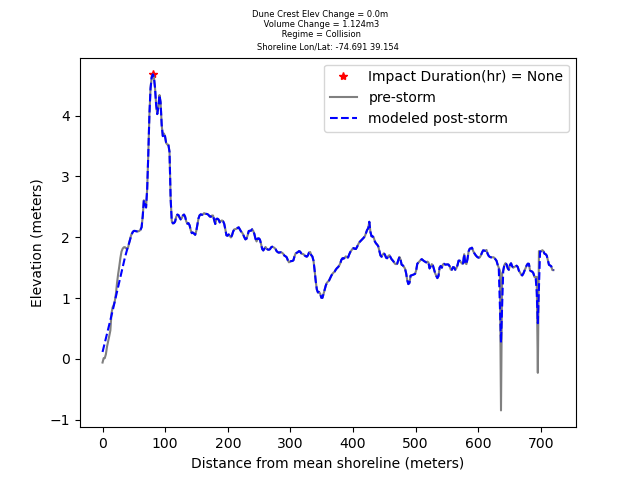 Dune Crest Elev Change = 0.0m
Volume Change = 1.124m3
Regime = Collision
Shoreline Lon/Lat: -74.691 39.154
Impact Duration(hr) = None
pre-storm
modeled post-storm
Elevation (meters)
4
3
2
1
0
−1
0 100 200 300 400 500 600 700
Distance from mean shoreline (meters)